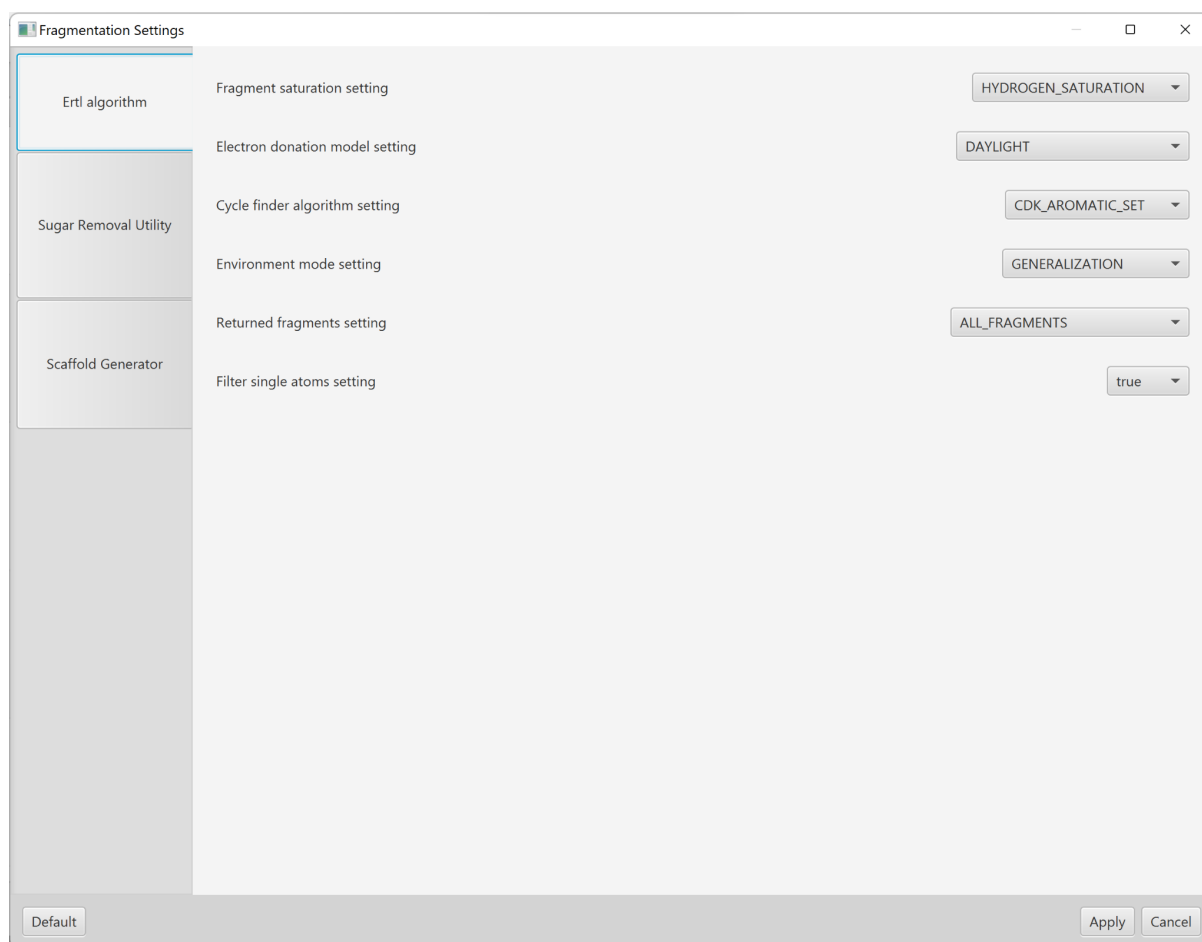 Fragmentation Settings
Ertl algorithm
Sugar Removal Utility
Scaffold Generator
Fragment saturation setting HYDROGEN_SATURATION
Electron donation model setting DAYLIGHT
Cycle finder algorithm setting CDK_AROMATIC_SET
Environment mode setting GENERALIZATION
Returned fragments setting ALL_FRAGMENTS
Filter single atoms setting true
Default Apply Cancel